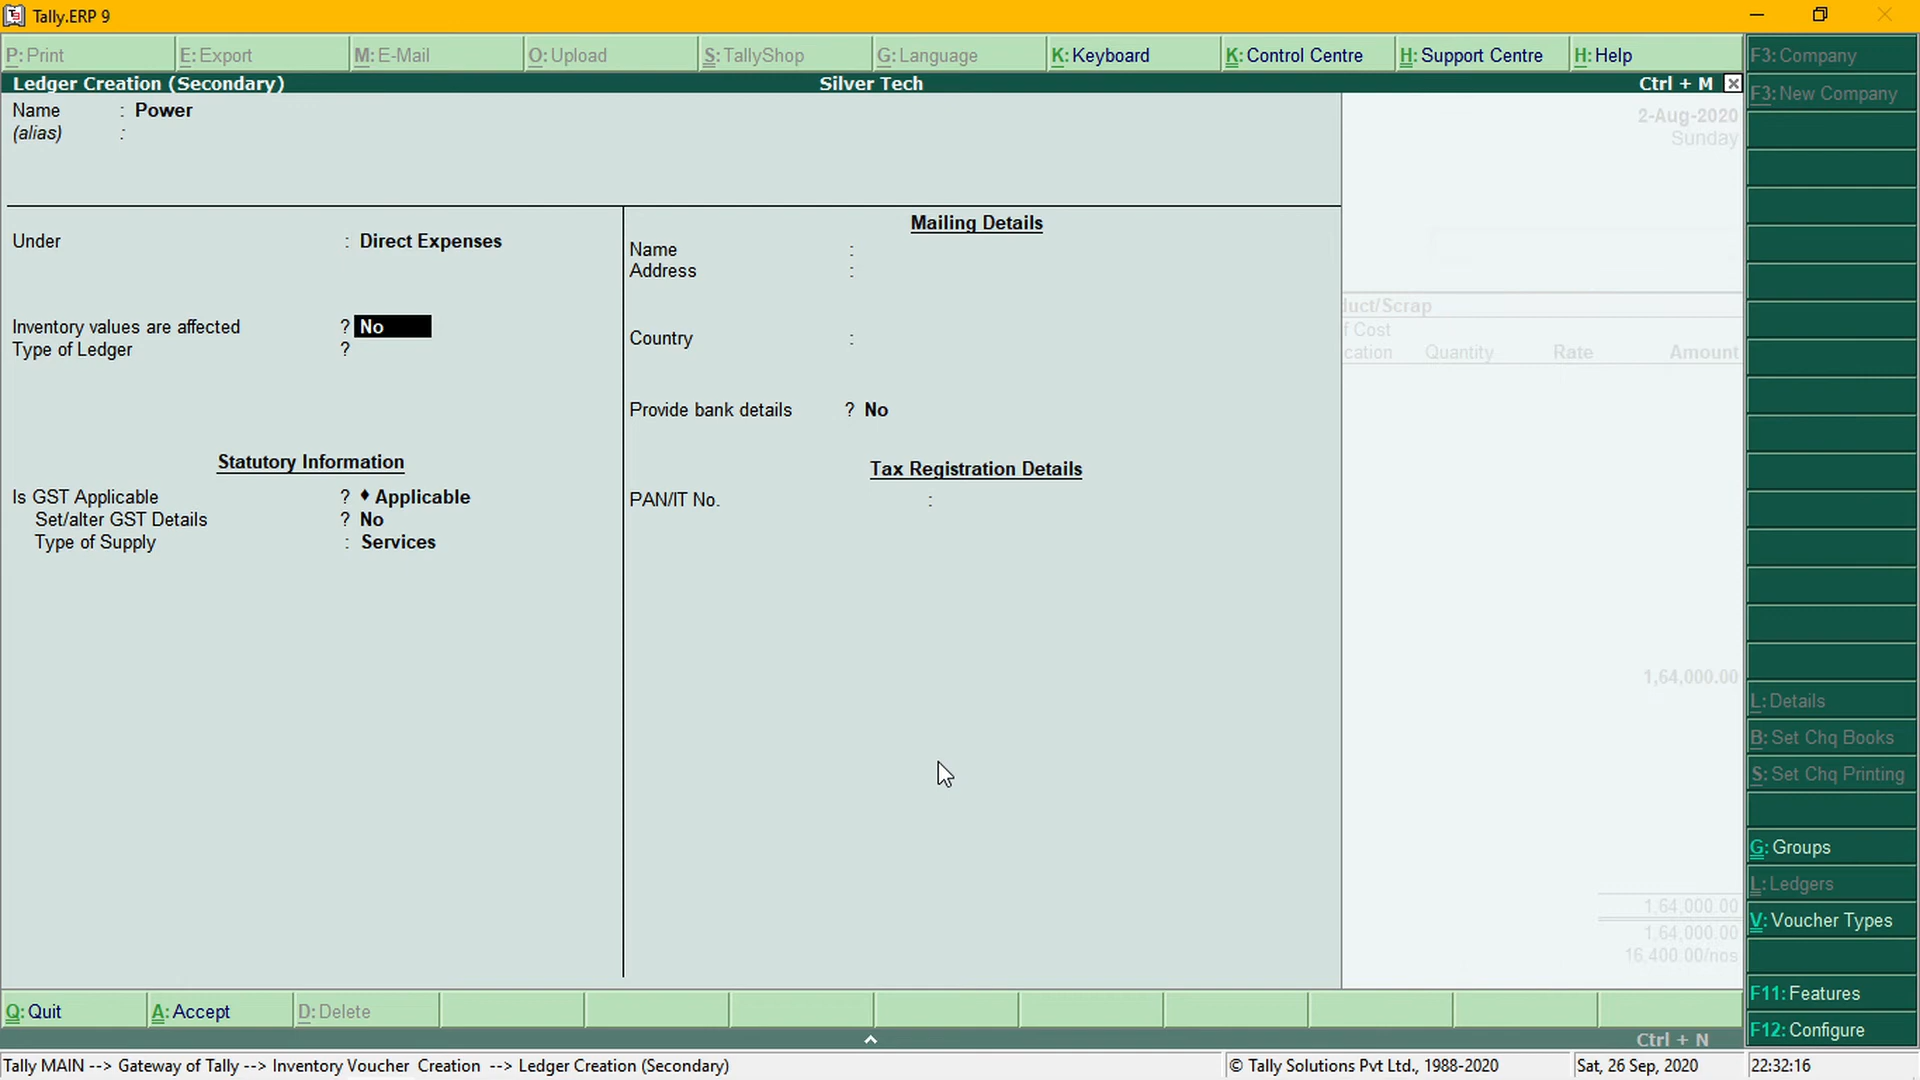 Tally.ERP 9
P: Print E: Export M: E-Mail O: Upload S: TallyShop G: Language K: Keyboard K: Control Centre H: Support Centre H: Help
F3: Company
Ledger Creation (Secondary) Silver Tech Ctrl + M
F3: New Company
Name : Power
(alias) :
2-Aug-2020
Sunday
Under : Direct Expenses
Inventory values are affected ? No
Type of Ledger ?
Statutory Information
Is GST Applicable ? ♦ Applicable
Set/alter GST Details ? No
Type of Supply : Services
Mailing Details
Name :
Address :
Country :
Provide bank details ? No
Tax Registration Details
PAN/IT No. :
duct/Scrap
f Cost
cation Quantity Rate Amount
1,64,000.00
1,64,000.00
1,64,000.00
16,400.00/nos
L: Details
B: Set Chq Books
S: Set Chq Printing
G: Groups
L: Ledgers
V: Voucher Types
F11: Features
F12: Configure
Q: Quit A: Accept D: Delete
Ctrl + N
Tally MAIN --> Gateway of Tally --> Inventory Voucher Creation --> Ledger Creation (Secondary) © Tally Solutions Pvt Ltd., 1988-2020 Sat, 26 Sep, 2020 22:32:16